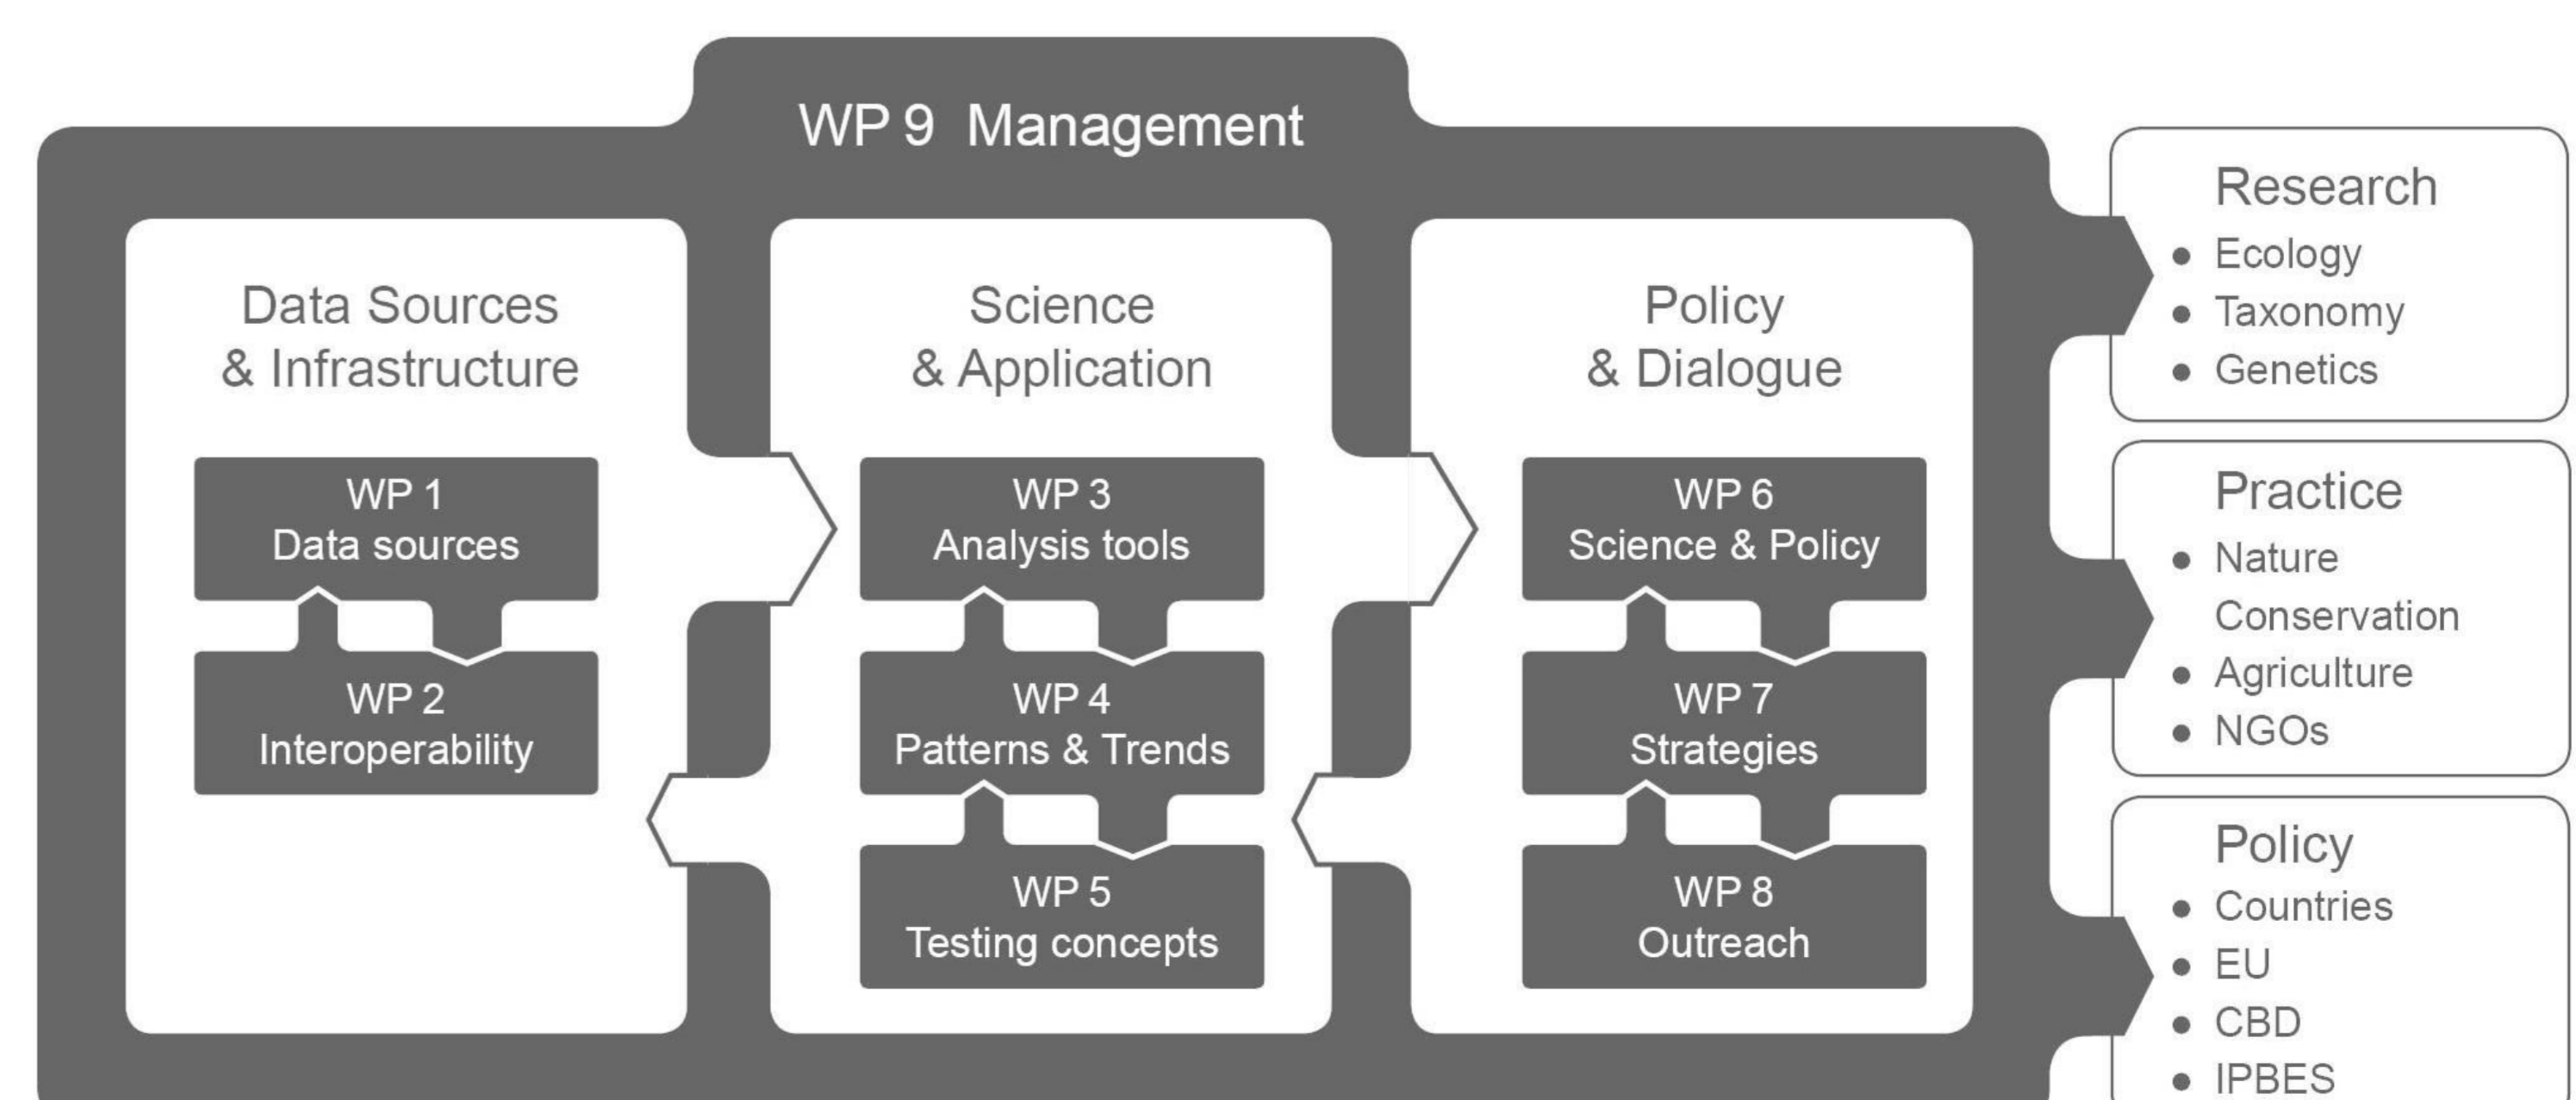 WP 9 Management
Data Sources
& Infrastructure
WP 1
Data sources
WP 2
Interoperability
Science
& Application
WP 3
Analysis tools
WP 4
Patterns & Trends
WP 5
Testing concepts
Policy
& Dialogue
WP 6
Science & Policy
WP 7
Strategies
WP 8
Outreach
Research
• Ecology
• Taxonomy
• Genetics
Practice
• Nature
Conservation
• Agriculture
• NGOs
Policy
• Countries
• EU
• CBD
• IPBES